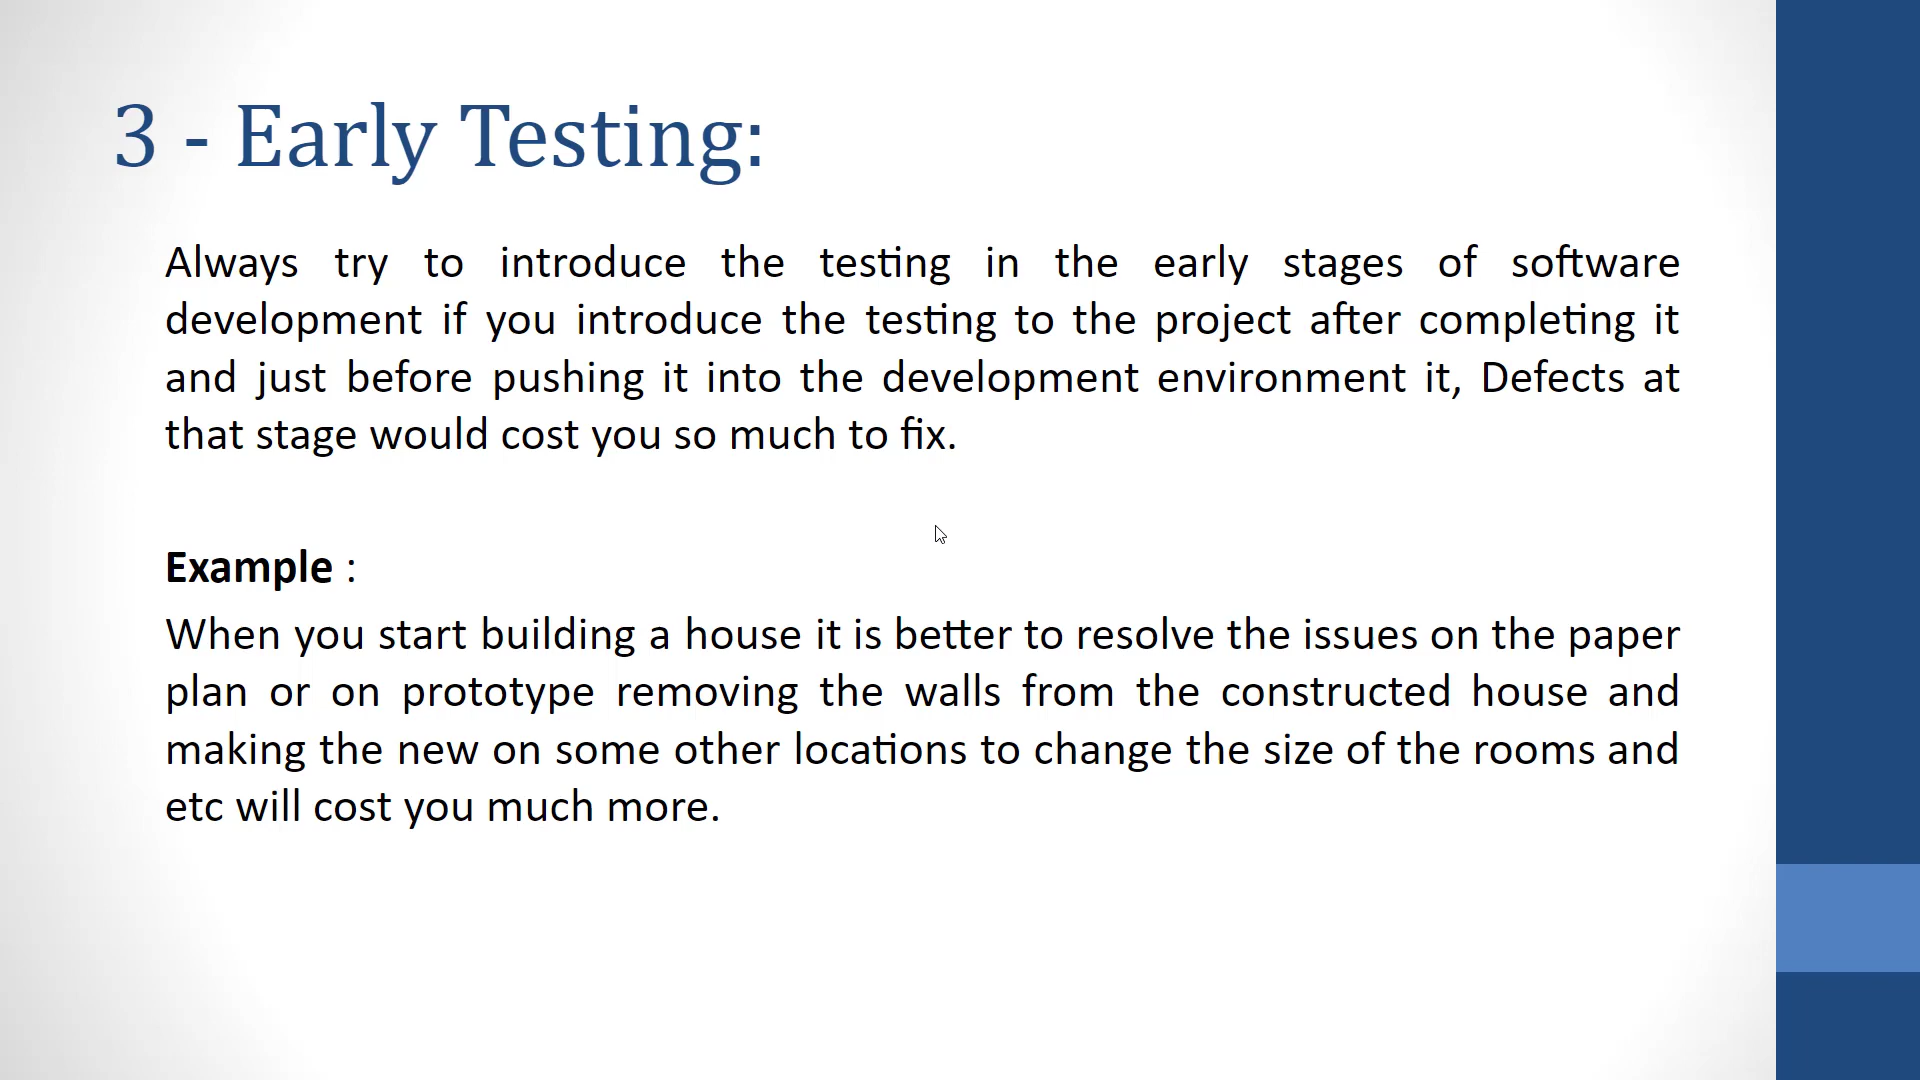 3 - Early Testing:
Always try to introduce the testing in the early stages of software
development if you introduce the testing to the project after completing it
and just before pushing it into the development environment it, Defects at
that stage would cost you so much to fix.
Example :
When you start building a house it is better to resolve the issues on the paper
plan or on prototype removing the walls from the constructed house and
making the new on some other locations to change the size of the rooms and
etc will cost you much more.